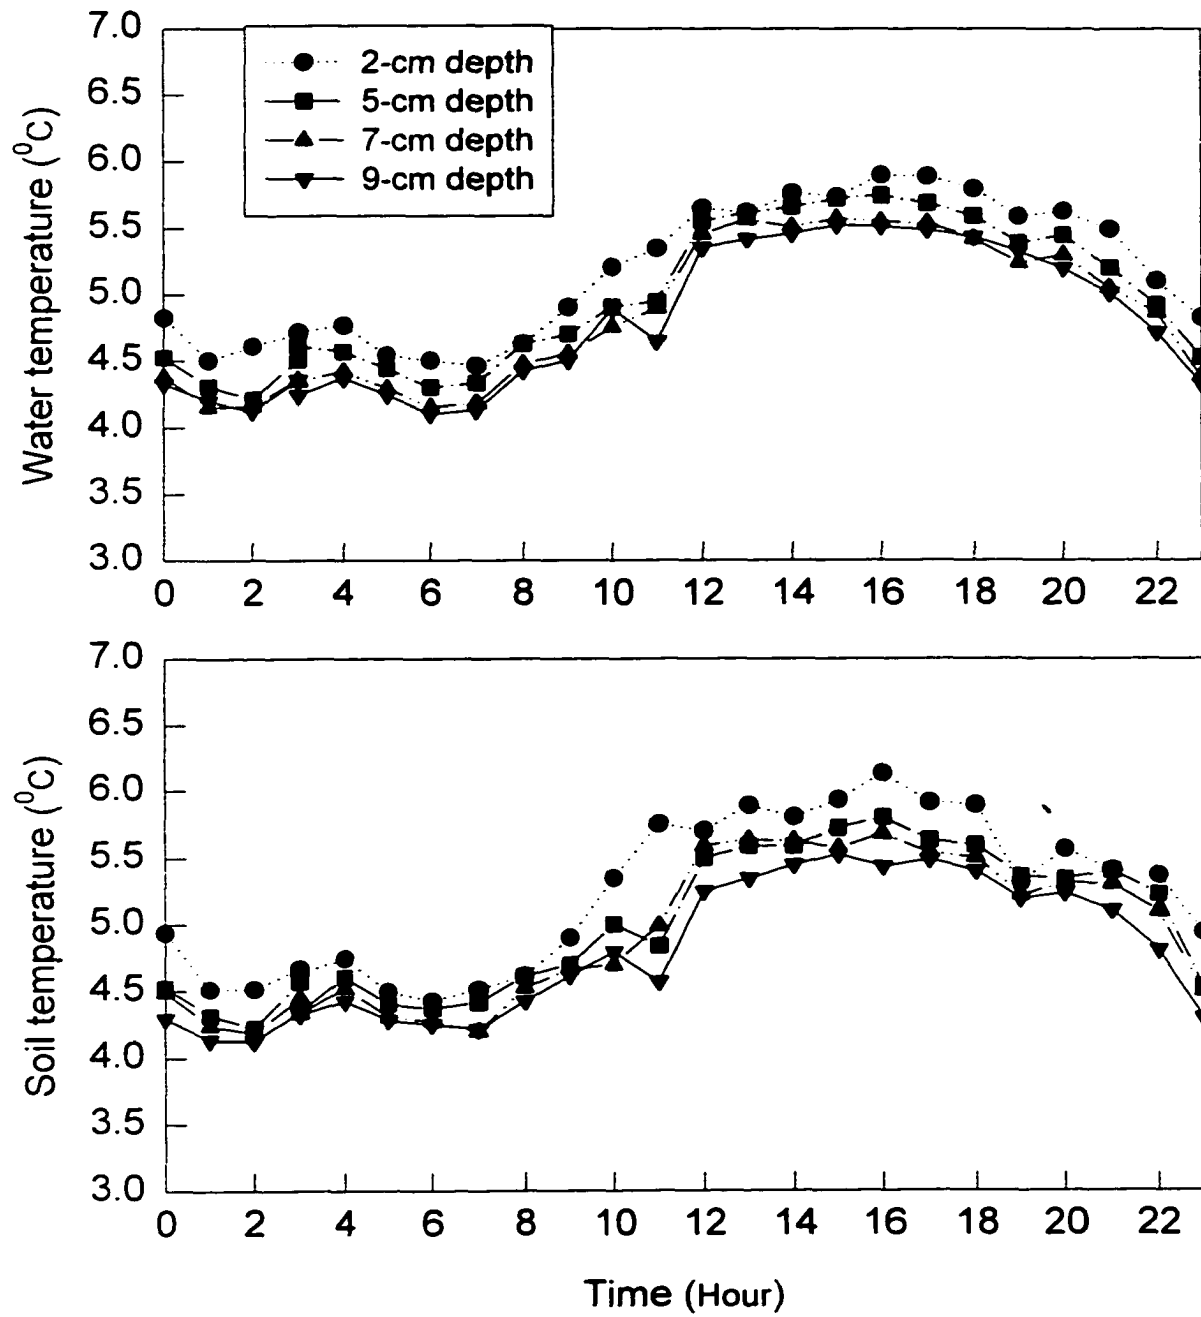 7.0
6.5
6.0
5.5
5.0
4.5
4.0
3.5
3.0
Water temperature (⁰C)
2-cm depth
5-cm depth
7-cm depth
9-cm depth
0 2 4 6 8 10 12 14 16 18 20 22
7.0
6.5
6.0
5.5
5.0
4.5
4.0
3.5
3.0
Soil temperature (⁰C)
0 2 4 6 8 10 12 14 16 18 20 22
Time (Hour)